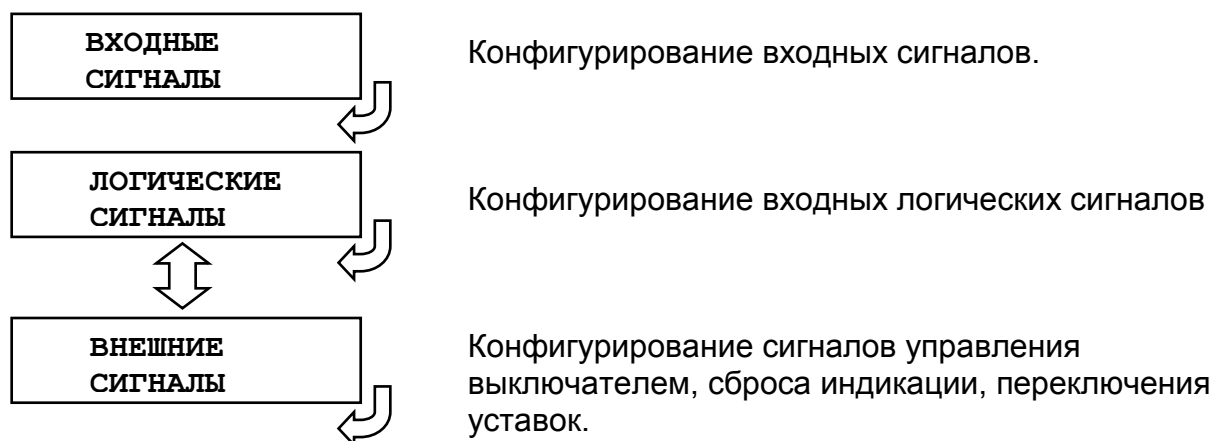 ВХОДНЫЕ
СИГНАЛЫ
Конфигурирование входных сигналов.
ЛОГИЧЕСКИЕ
СИГНАЛЫ
Конфигурирование входных логических сигналов
ВНЕШНИЕ
СИГНАЛЫ
Конфигурирование сигналов управления
выключателем, сброса индикации, переключения
уставок.